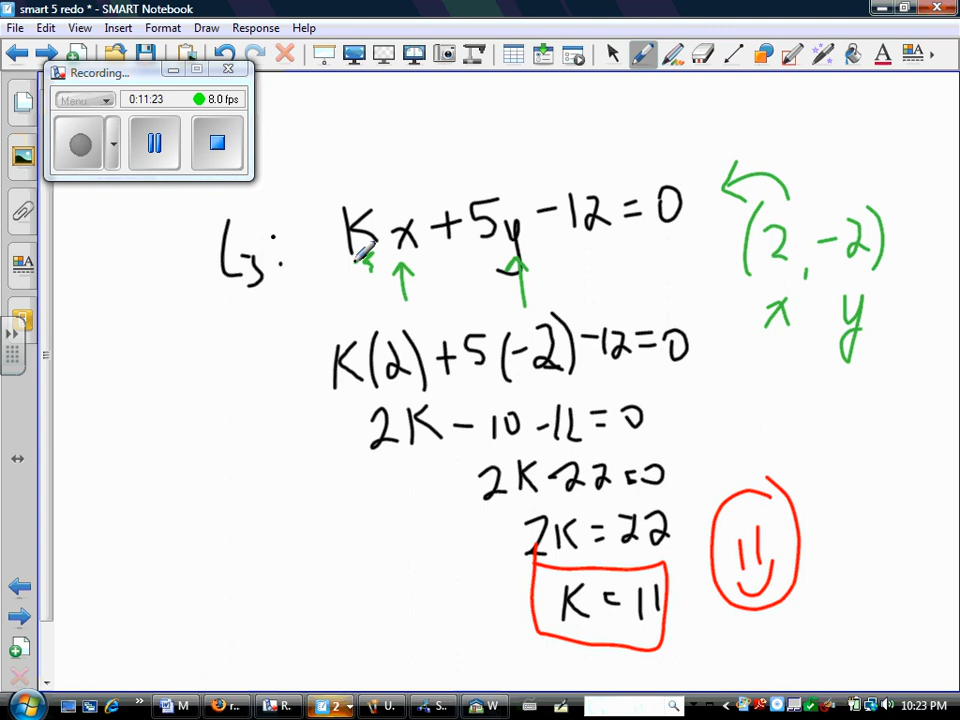 smart 5 redo * - SMART Notebook
File Edit View Insert Format Draw Response Help
Recording...
Menu 0:11:23 8.0 fps
L3: Kx + 5y - 12 = 0
(2, -2)
x y
K(2) + 5(-2) - 12 = 0
2K - 10 - 12 = 0
2K - 22 = 0
2K = 22
K = 11
» M r... R. 2 U. S.. W » 10:23 PM